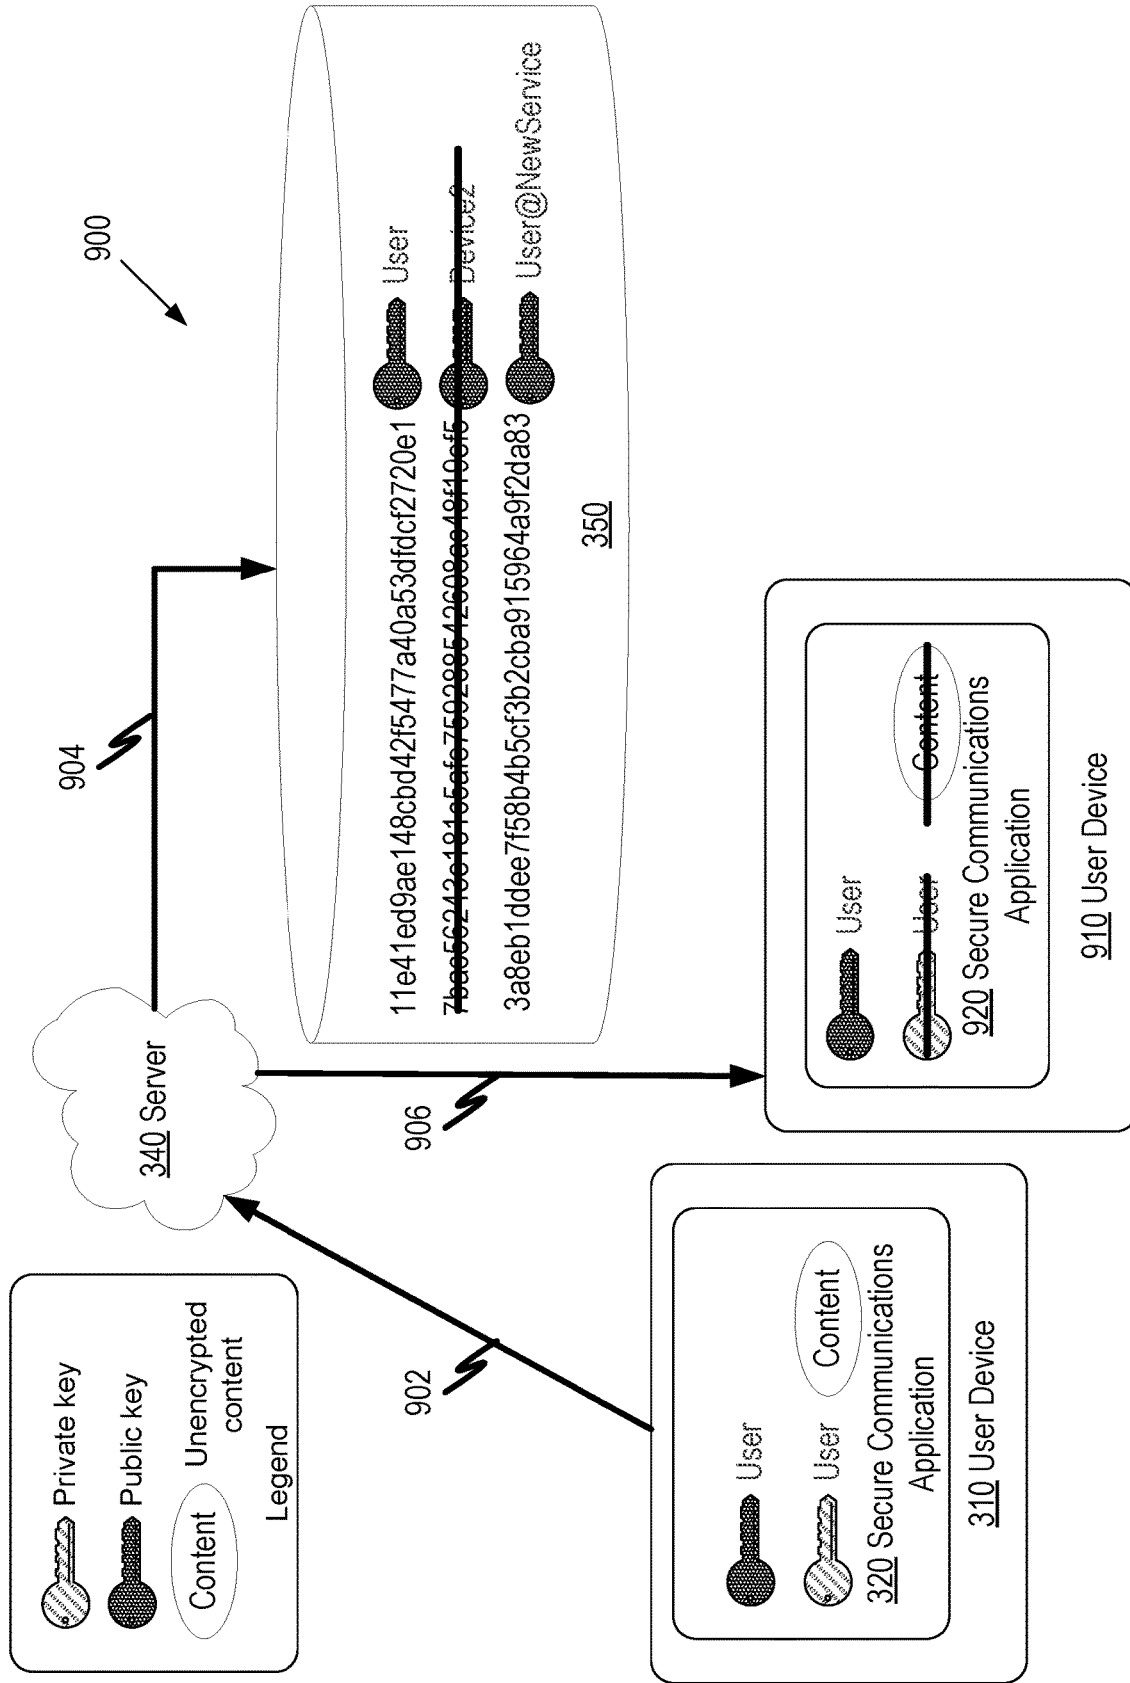 Private key
Public key
Content
Unencrypted
content
Legend
340 Server
900
904
902
906
11e41ed9ae148cbd42f5477a40a53dfdcf2720e1 User
Device2
3a8eb1ddee7f58b4b5cf3b2cba915964a9f2da83 User@NewService
350
User
User
Content
320 Secure Communications
Application
310 User Device
User
User
Content
920 Secure Communications
Application
910 User Device